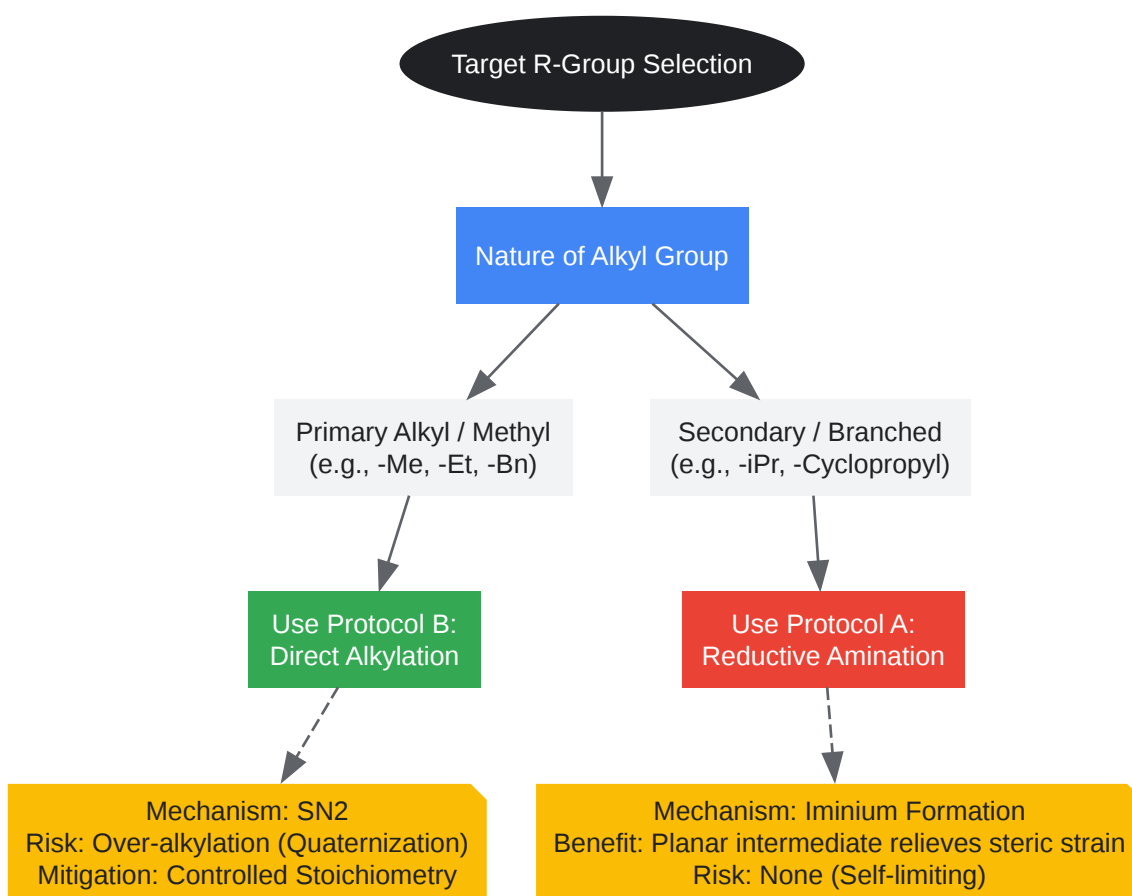 Target R-Group Selection
Nature of Alkyl Group
Primary Alkyl / Methyl
(e.g., -Me, -Et, -Bn)
Secondary / Branched
(e.g., -iPr, -Cyclopropyl)
Use Protocol B:
Direct Alkylation
Use Protocol A:
Reductive Amination
Mechanism: SN2
Risk: Over-alkylation (Quaternization)
Mitigation: Controlled Stoichiometry
Mechanism: Iminium Formation
Benefit: Planar intermediate relieves steric strain
Risk: None (Self-limiting)